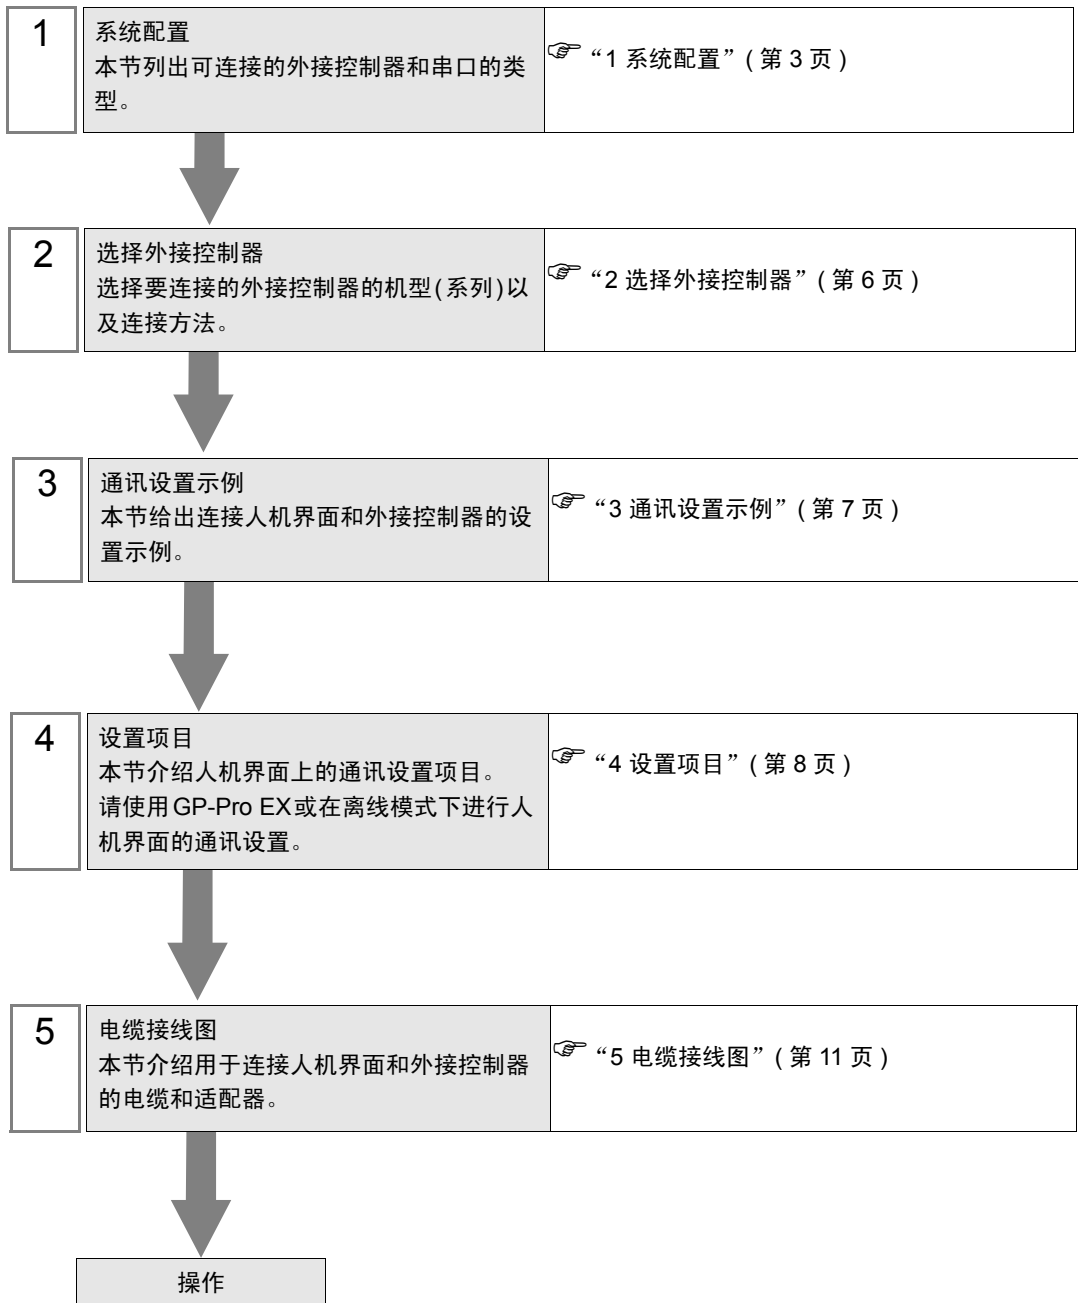 1
系统配置
本节列出可连接的外接控制器和串口的类
型。
☞ “1 系统配置” ( 第 3 页 )
2
选择外接控制器
选择要连接的外接控制器的机型(系列)以
及连接方法。
☞ “2 选择外接控制器” ( 第 6 页 )
3
通讯设置示例
本节给出连接人机界面和外接控制器的设
置示例。
☞ “3 通讯设置示例” ( 第 7 页 )
4
设置项目
本节介绍人机界面上的通讯设置项目。
请使用GP-Pro EX或在离线模式下进行人
机界面的通讯设置。
☞ “4 设置项目” ( 第 8 页 )
5
电缆接线图
本节介绍用于连接人机界面和外接控制器
的电缆和适配器。
☞ “5 电缆接线图” ( 第 11 页 )
操作